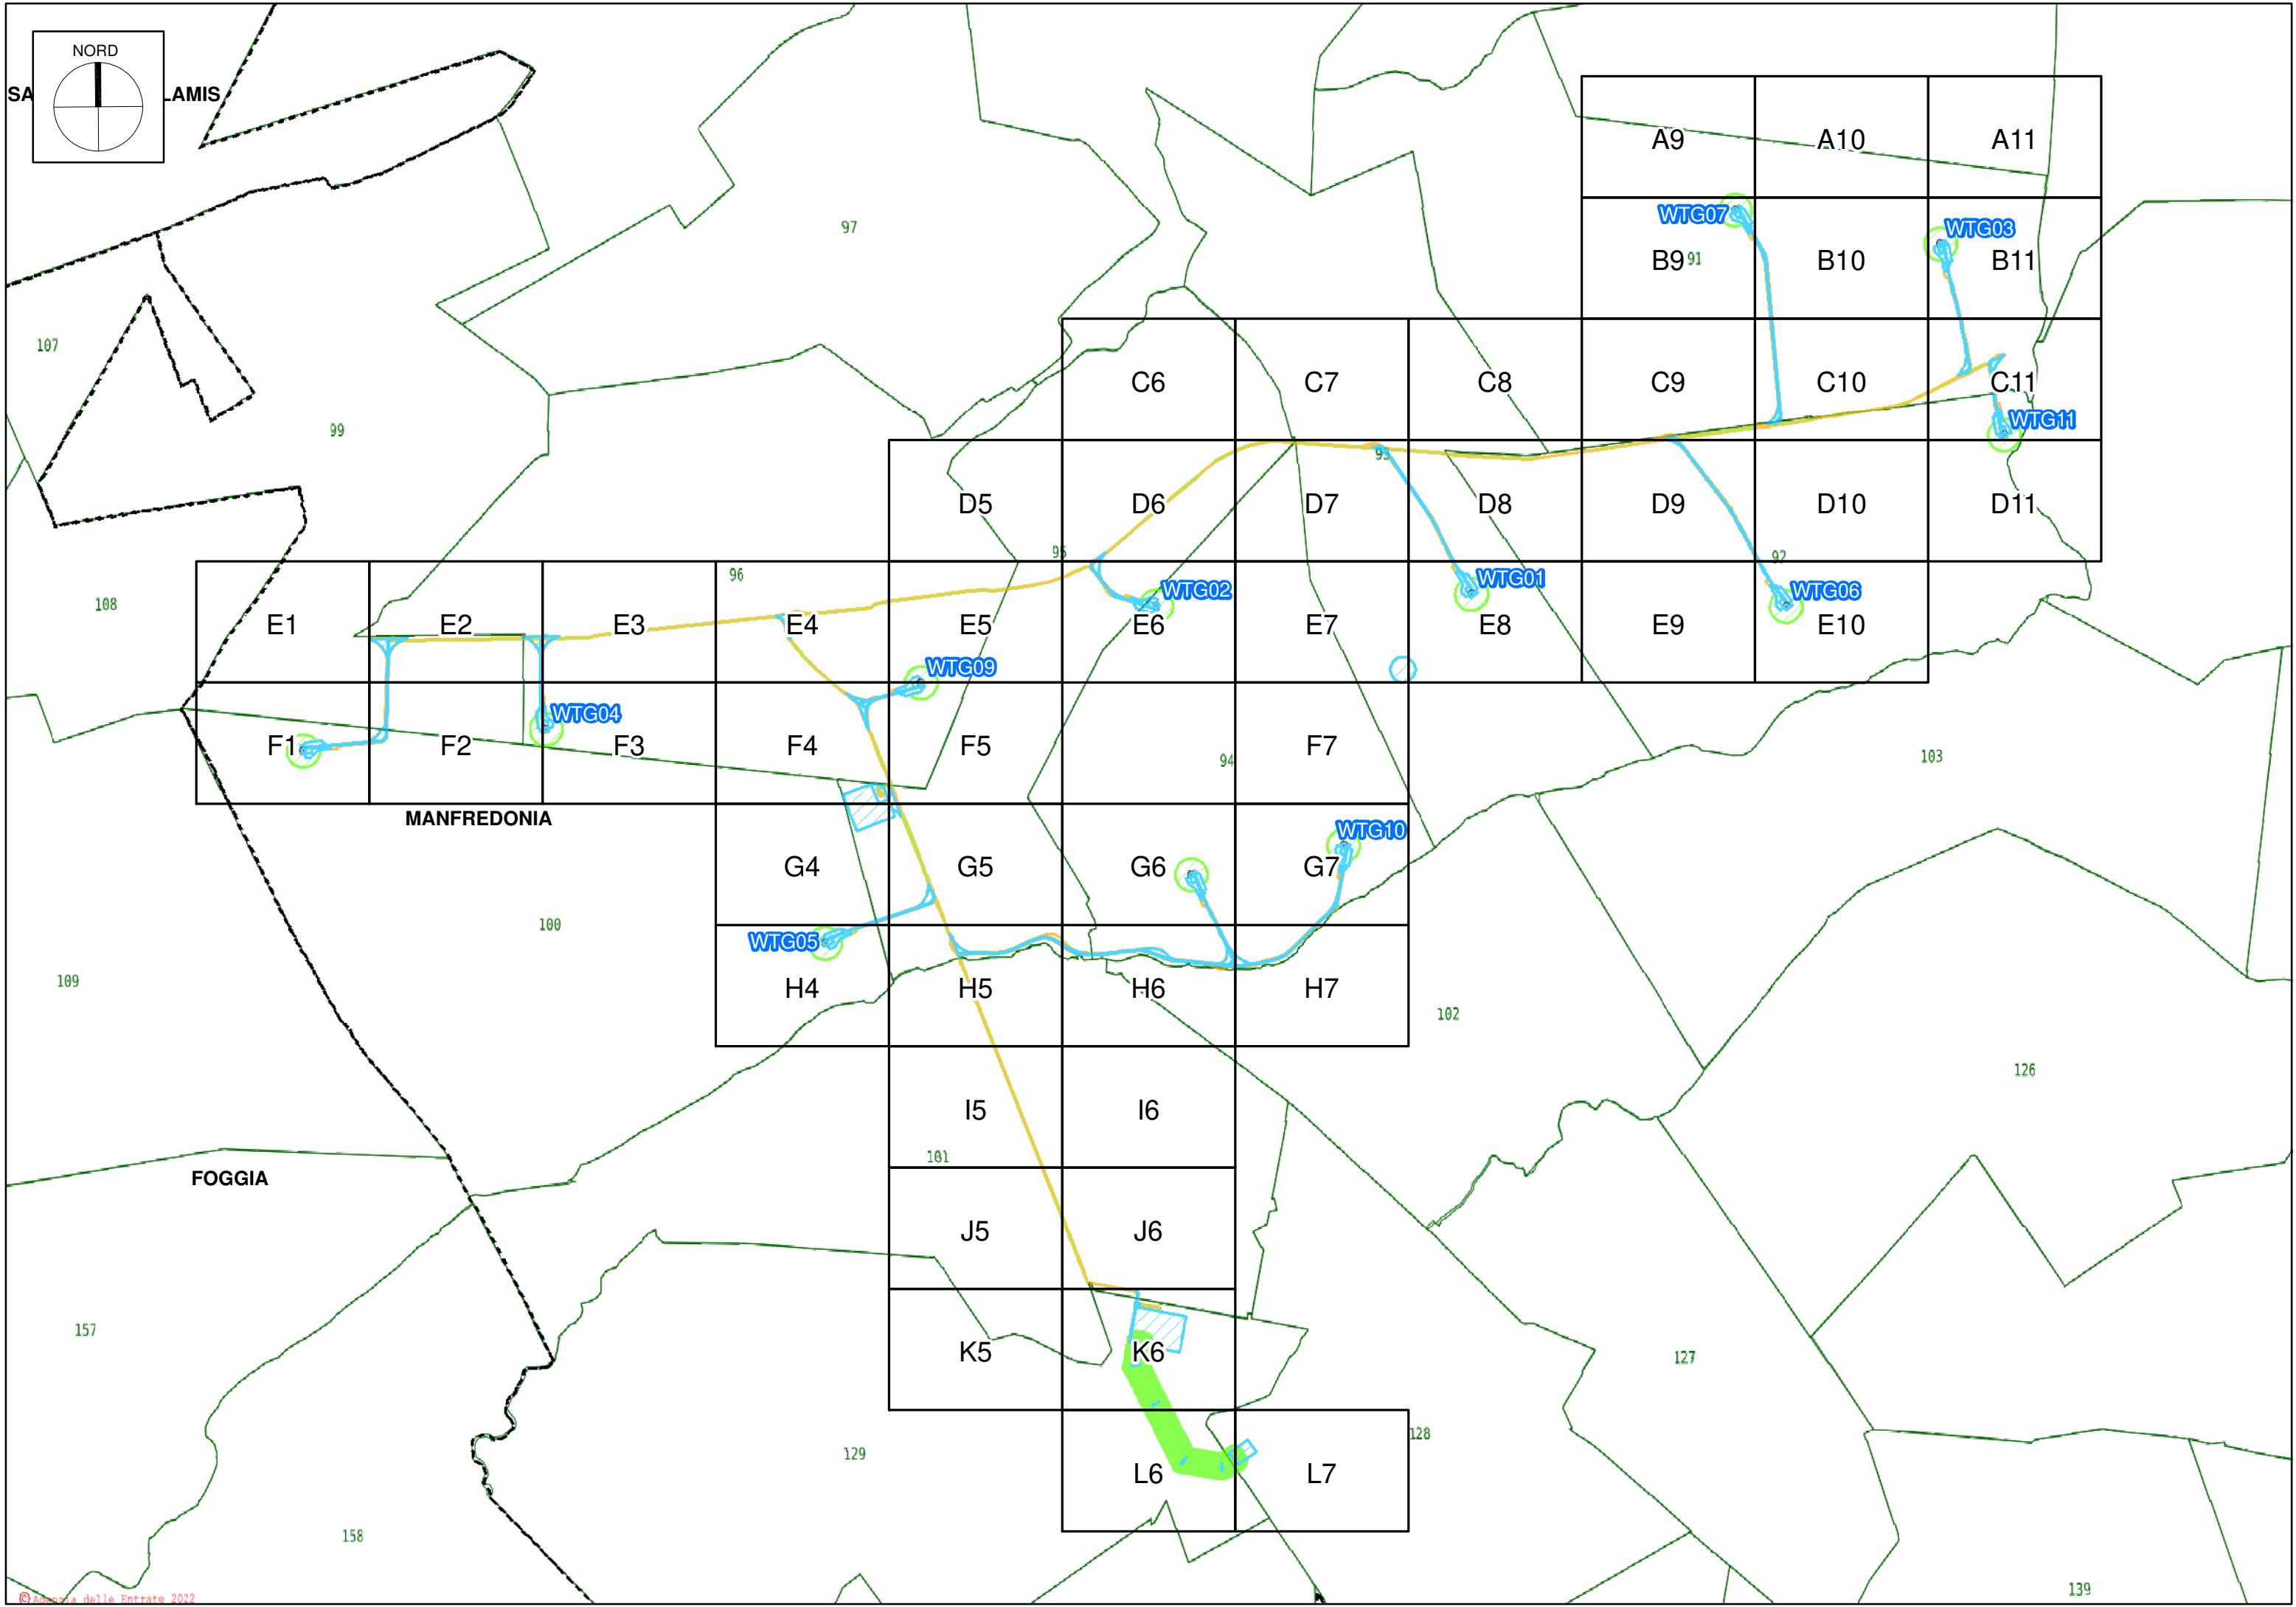 NORD
SA
LAMIS
A9
A10
A11
WTG07
WTG03
97
B9
91
B10
B11
107
C6
C7
C8
C9
C10
C11
99
WTG11
93
D5
D6
D7
D8
D9
D10
D11
95
92
96
108
WTG02
WTG01
WTG06
E1
E2
E3
E4
E5
E6
E7
E8
E9
E10
WTG09
WTG04
F1
F2
F3
F4
F5
94
F7
103
MANFREDONIA
WTG10
G4
G5
G6
G7
100
WTG05
109
H4
H5
H6
H7
102
126
I5
I6
101
FOGGIA
J5
J6
157
K5
K6
127
128
129
L6
L7
158
139
© Agenzia delle Entrate 2022